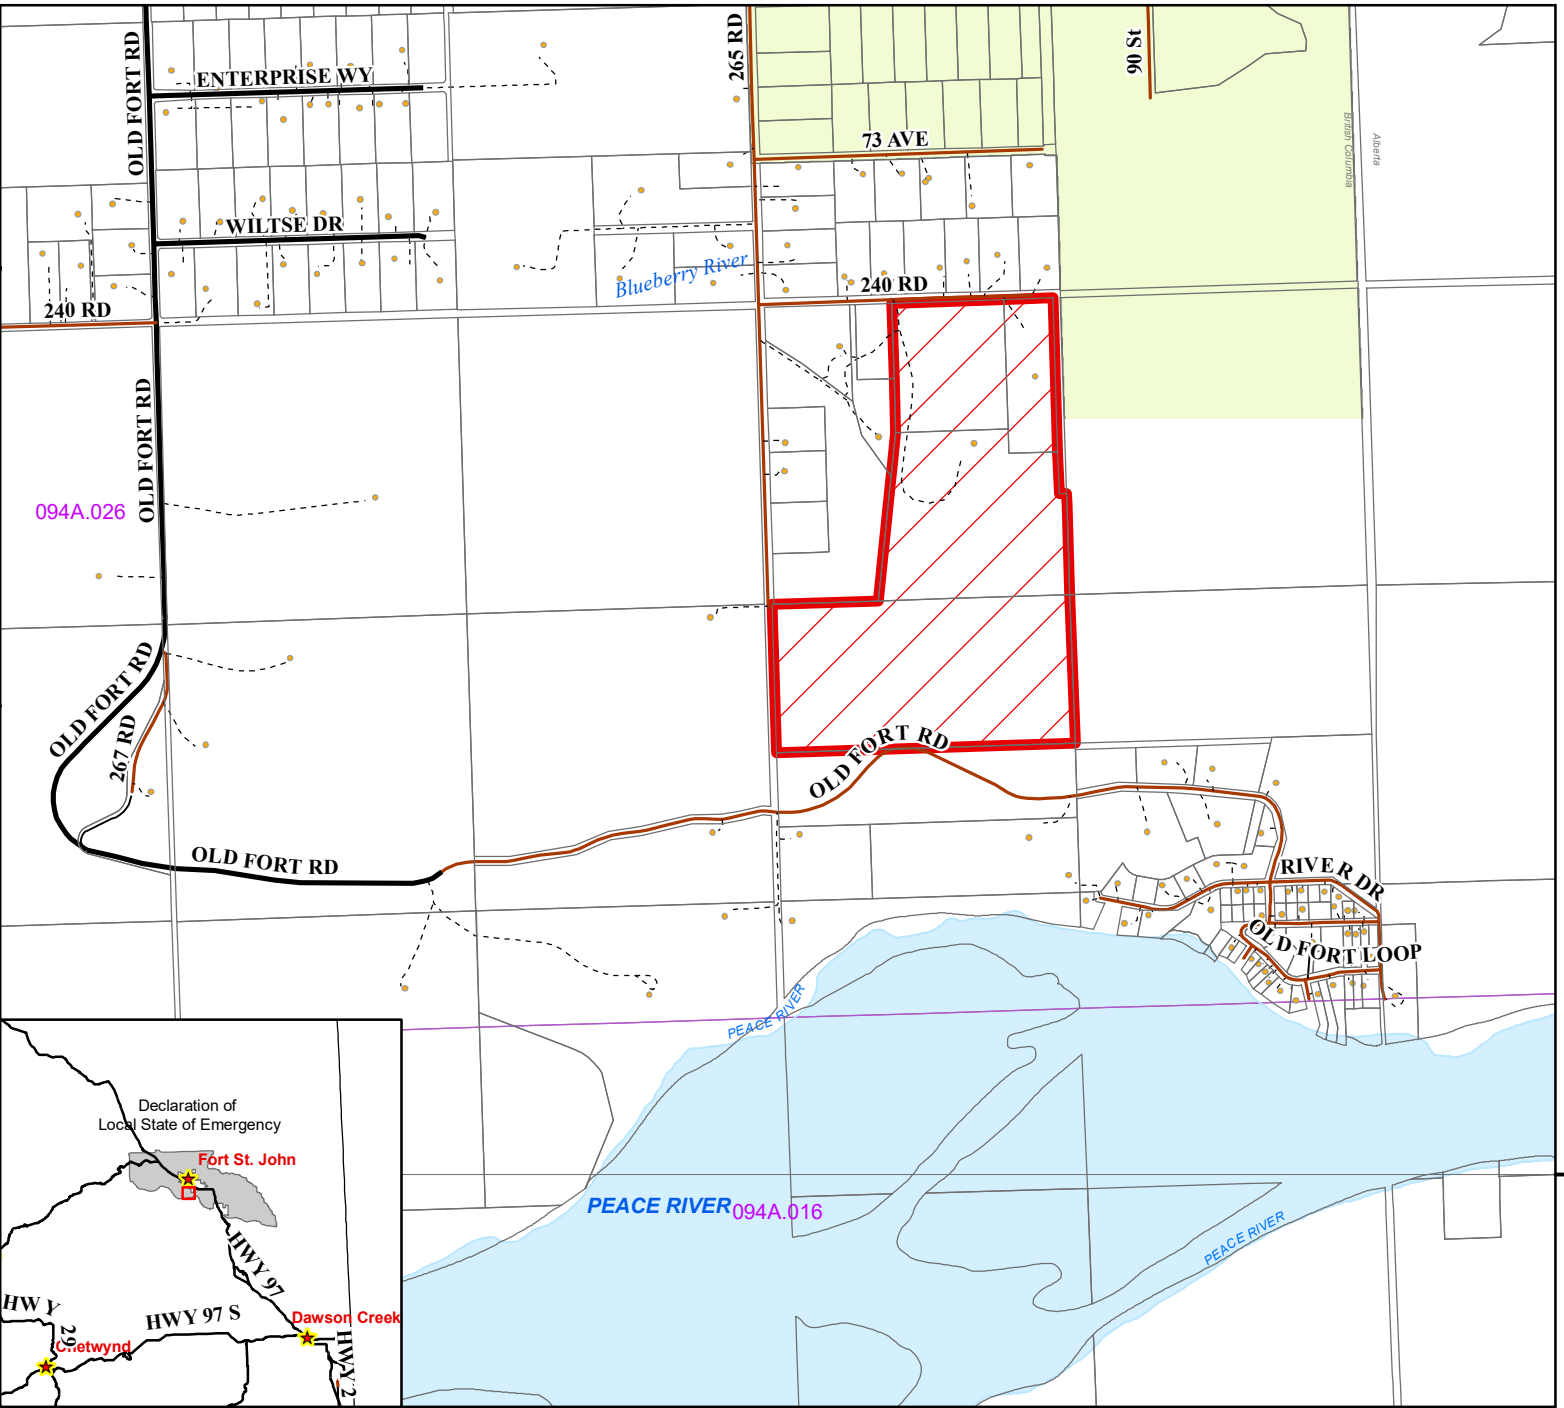 OLD FORT RD
ENTERPRISE WY
265 RD
90 St
73 AVE
British Columbia
Alberta
WILTSE DR
Blueberry River
240 RD
240 RD
OLD FORT RD
094A.026
OLD FORT RD
267 RD
OLD FORT RD
OLD FORT RD
RIVER DR
OLD FORT LOOP
PEACE RIVER
Declaration of
Local State of Emergency
Fort St. John
PEACE RIVER
094A.016
PEACE RIVER
HWY 97
HWY 29
HWY 97 S
Dawson Creek
Chetwynd
HWY 2